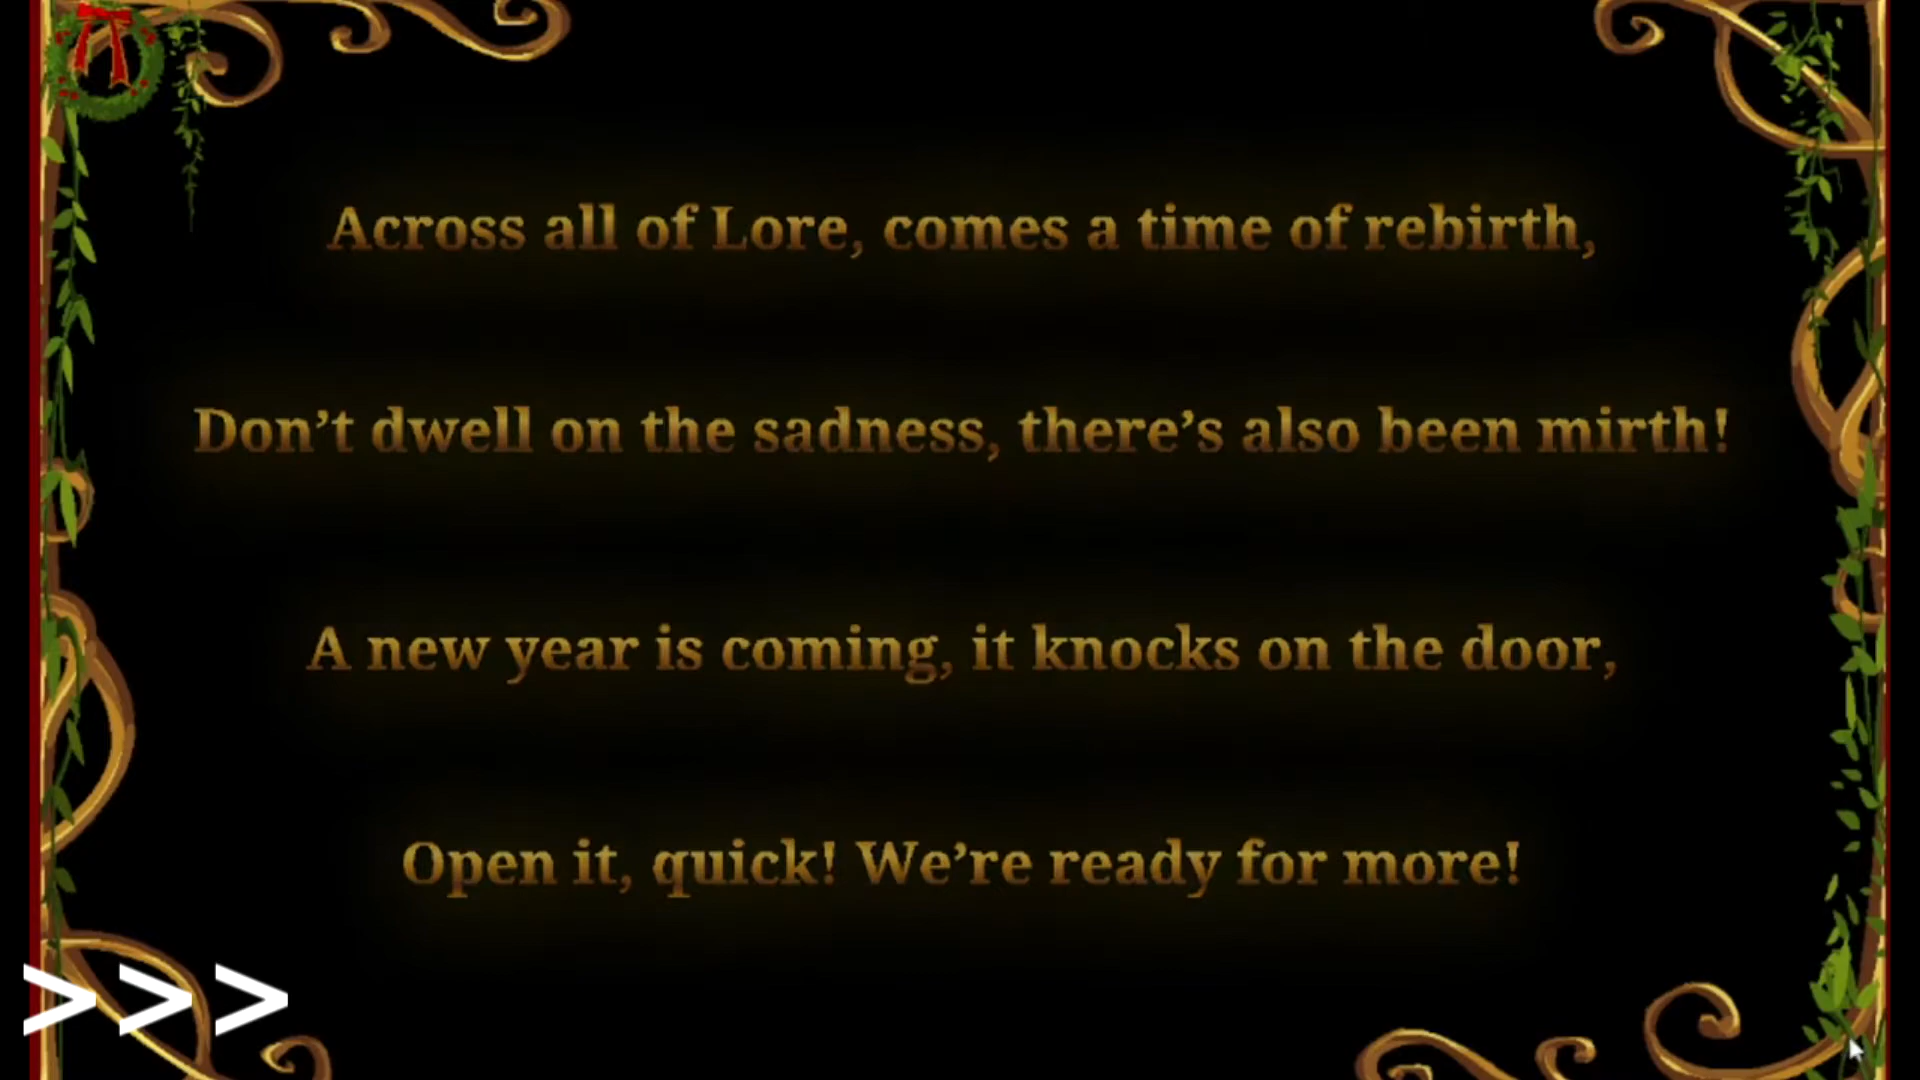 Across all of Lore, comes a time of rebirth,
Don’t dwell on the sadness, there’s also been mirth!
A new year is coming, it knocks on the door,
Open it, quick! We’re ready for more!
>>>